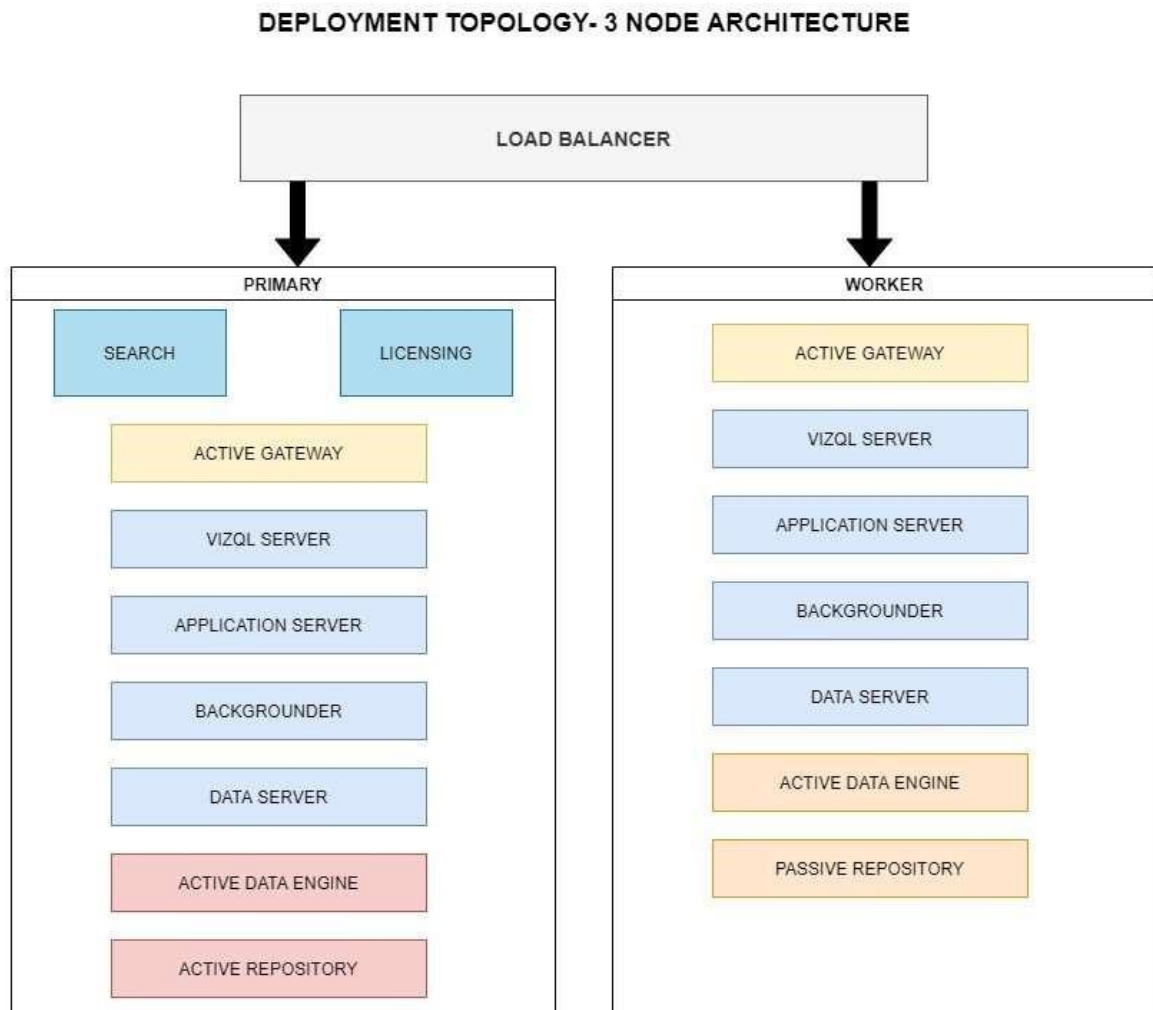 DEPLOYMENT TOPOLOGY- 3 NODE ARCHITECTURE
LOAD BALANCER
PRIMARY
SEARCH
LICENSING
ACTIVE GATEWAY
VIZQL SERVER
APPLICATION SERVER
BACKGROUNDER
DATA SERVER
ACTIVE DATA ENGINE
ACTIVE REPOSITORY
WORKER
ACTIVE GATEWAY
VIZQL SERVER
APPLICATION SERVER
BACKGROUNDER
DATA SERVER
ACTIVE DATA ENGINE
PASSIVE REPOSITORY